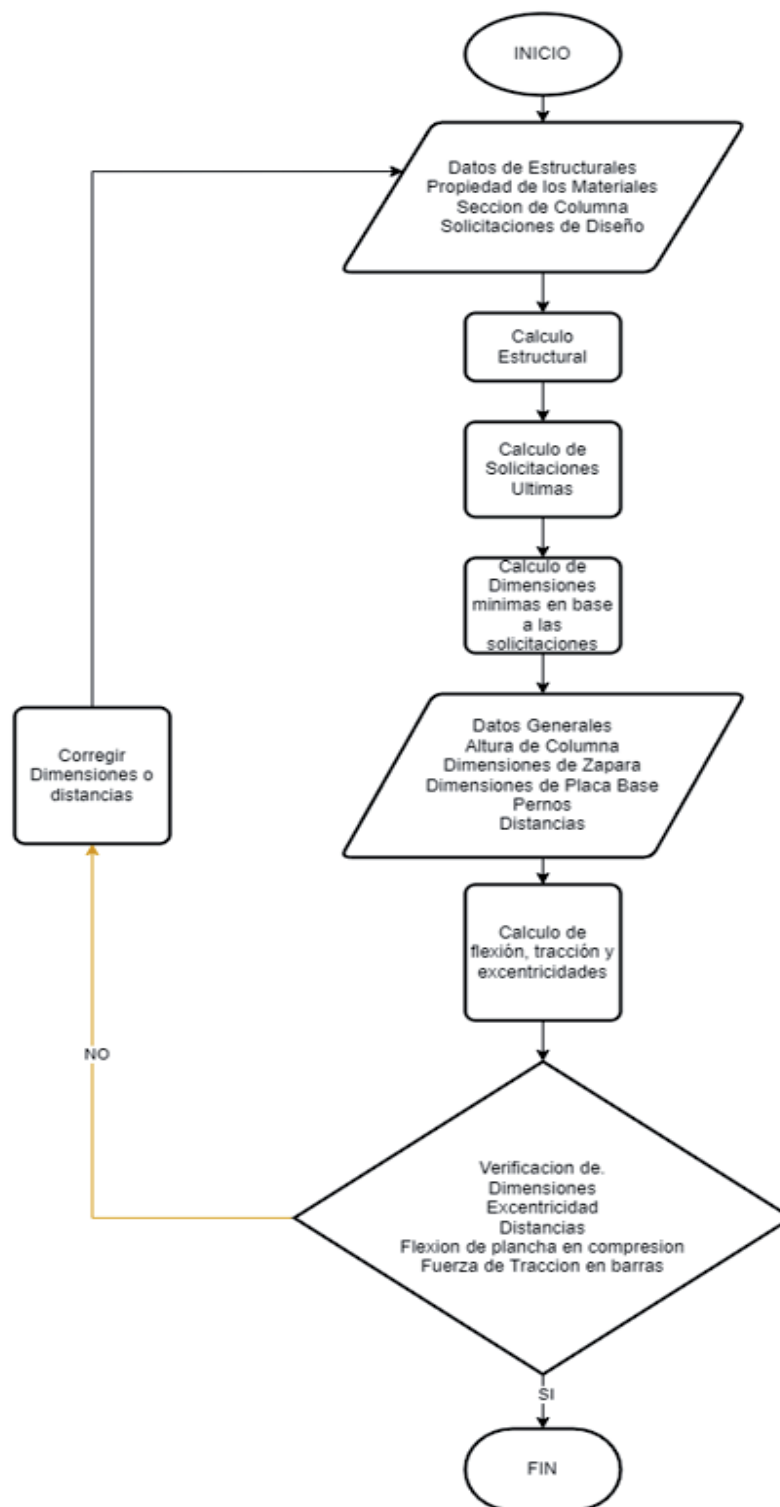 INICIO
Datos de Estructurales
Propiedad de los Materiales
Seccion de Columna
Solicitaciones de Diseño
Calculo
Estructural
Calculo de
Solicitaciones
Ultimas
Calculo de
Dimensiones
minimas en base
a las
solicitaciones
Datos Generales
Altura de Columna
Dimensiones de Zapara
Dimensiones de Placa Base
Pernos
Distancias
Calculo de
flexión, tracción y
excentricidades
Verificacion de.
Dimensiones
Excentricidad
Distancias
Flexion de plancha en compresion
Fuerza de Traccion en barras
NO
Corregir
Dimensiones o
distancias
SI
FIN